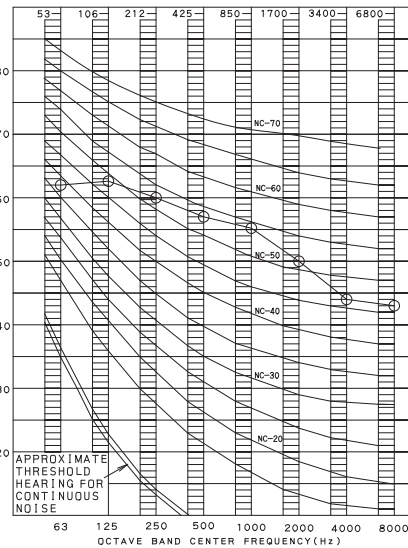 53 106 212 425 850 1700 3400 6800
80
70
60
50
40
30
20
NC-70
NC-60
NC-50
NC-40
NC-30
NC-20
APPROXIMATE
THRESHOLD
HEARING FOR
CONTINUOUS
NOISE
63 125 250 500 1000 2000 4000 8000
OCTAVE BAND CENTER FREQUENCY(Hz)